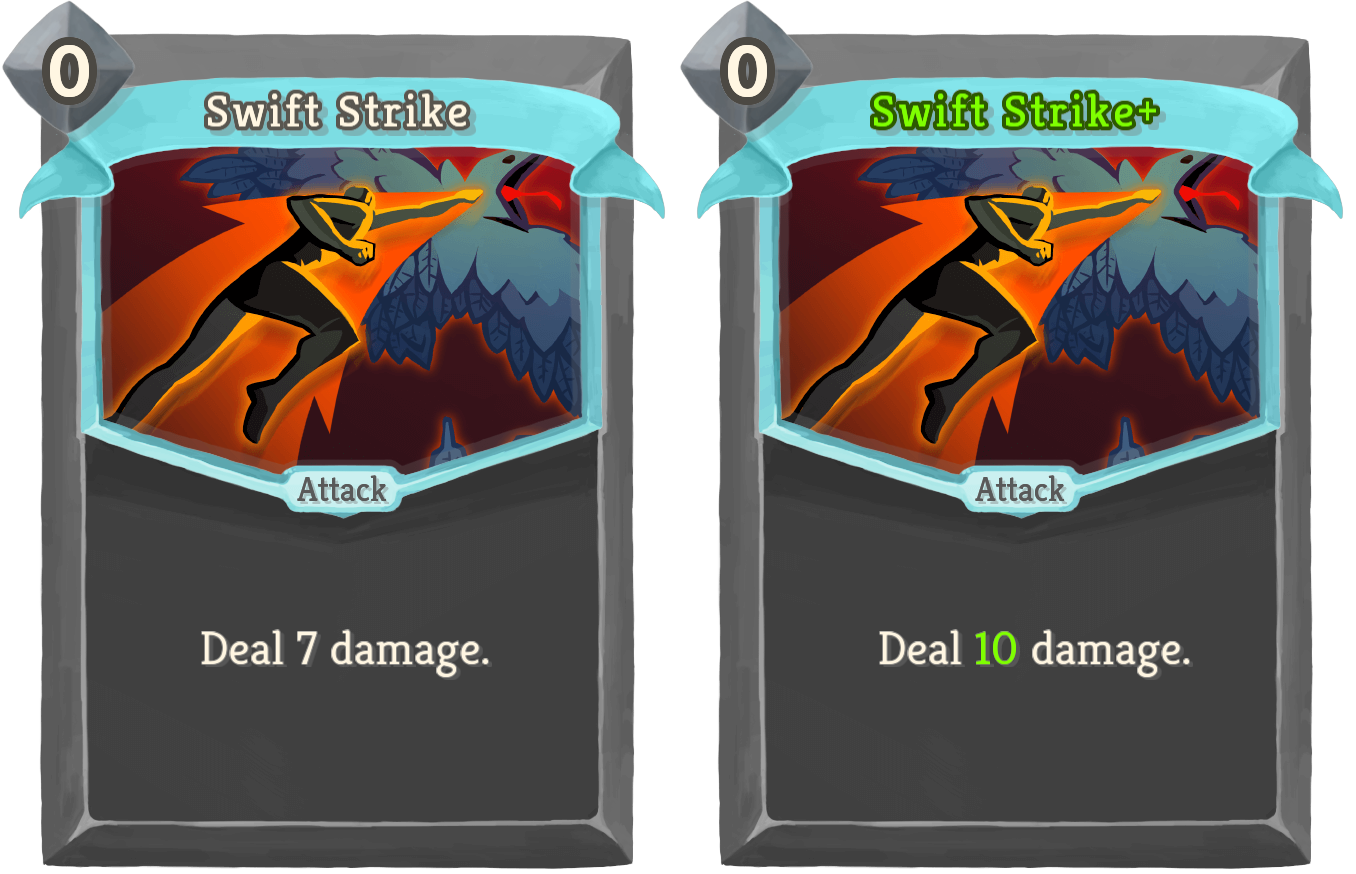 0
Swift Strike
Attack
Deal 7 damage.
0
Swift Strike+
Attack
Deal 10 damage.